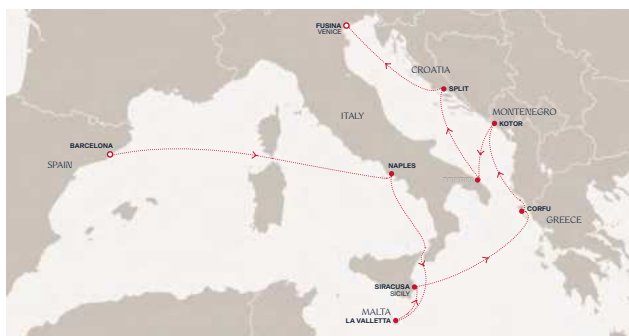 FUSINA
VENICE
CROATIA
SPLIT
MONTENEGRO
KOTOR
ITALY
BARCELONA
SPAIN
NAPLES
CORFU
GREECE
SIRACUSA
SICILY
MALTA
LA VALLETTA